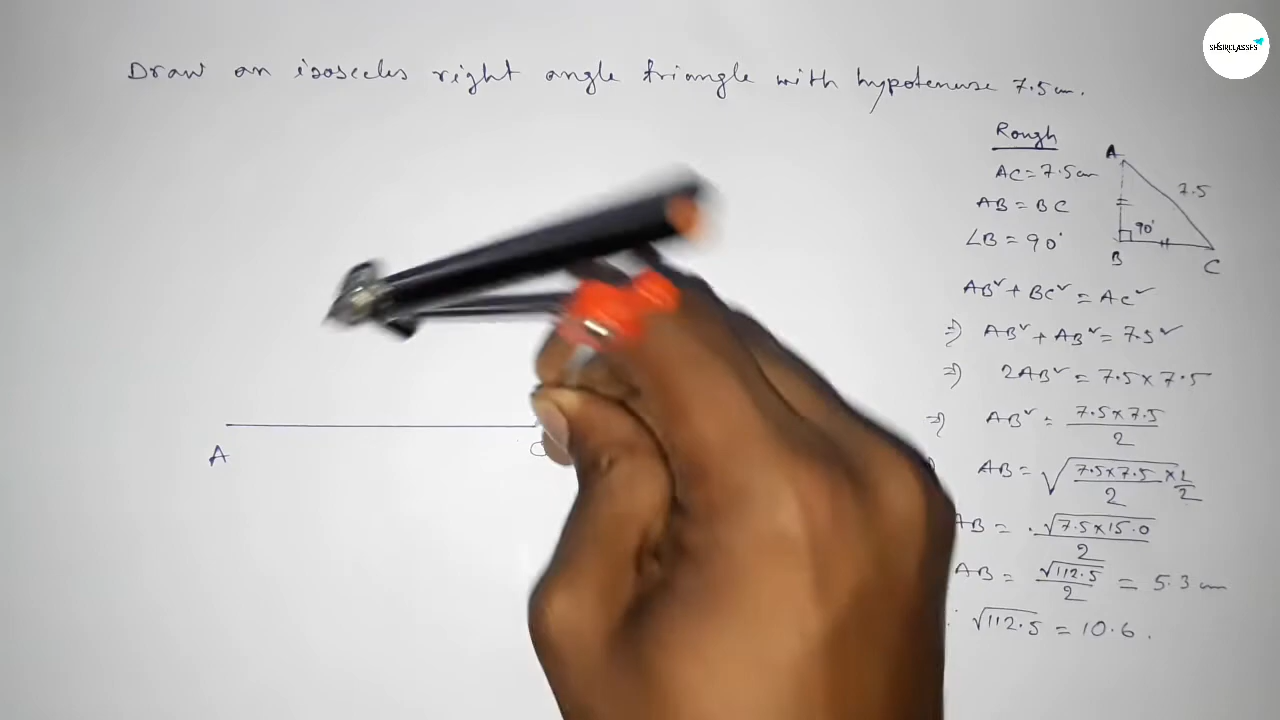 SHSIRCLASSES
Draw an isosceles right angle triangle with hypotenuse 7.5cm.
Rough
AC = 7.5cm
AB = BC
∠B = 90°
A
7.5
90°
B
C
AB² + BC² = AC²
⇒ AB² + AB² = 7.5²
⇒ 2AB² = 7.5 × 7.5
⇒ AB² = 7.5×7.5/2
AB = √(7.5×7.5/2 × 2/2)
AB = √(7.5×15.0)/2
AB = √112.5/2 = 5.3 cm
√112.5 = 10.6.
A